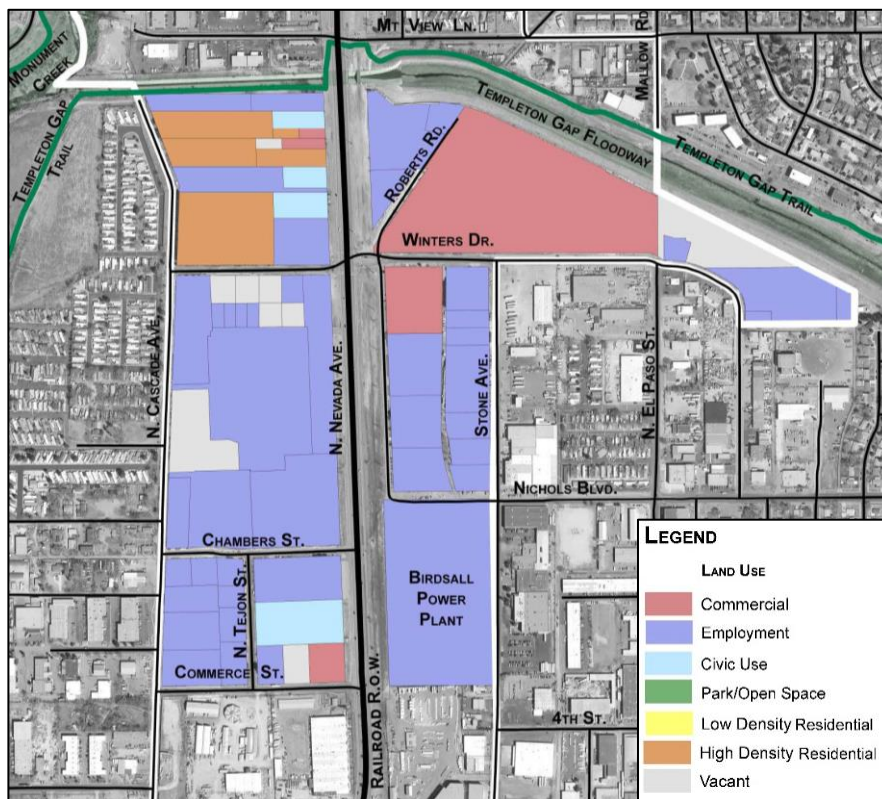 MT VIEW LN.
MALLOW RD
MONUMENT
CREEK
TEMPLETON GAP
TRAIL
TEMPLETON GAP FLOODWAY
TEMPLETON GAP TRAIL
ROBERTS RD.
WINTERS DR.
N. CASCADE AVE.
N. NEVADA AVE.
STONE AVE.
N. EL PASO ST.
NICHOLS BLVD.
CHAMBERS ST.
N. TEJON ST.
BIRDSALL
POWER
PLANT
COMMERCE ST.
RAILROAD R.O.W.
4TH ST.
LEGEND
LAND USE
Commercial
Employment
Civic Use
Park/Open Space
Low Density Residential
High Density Residential
Vacant